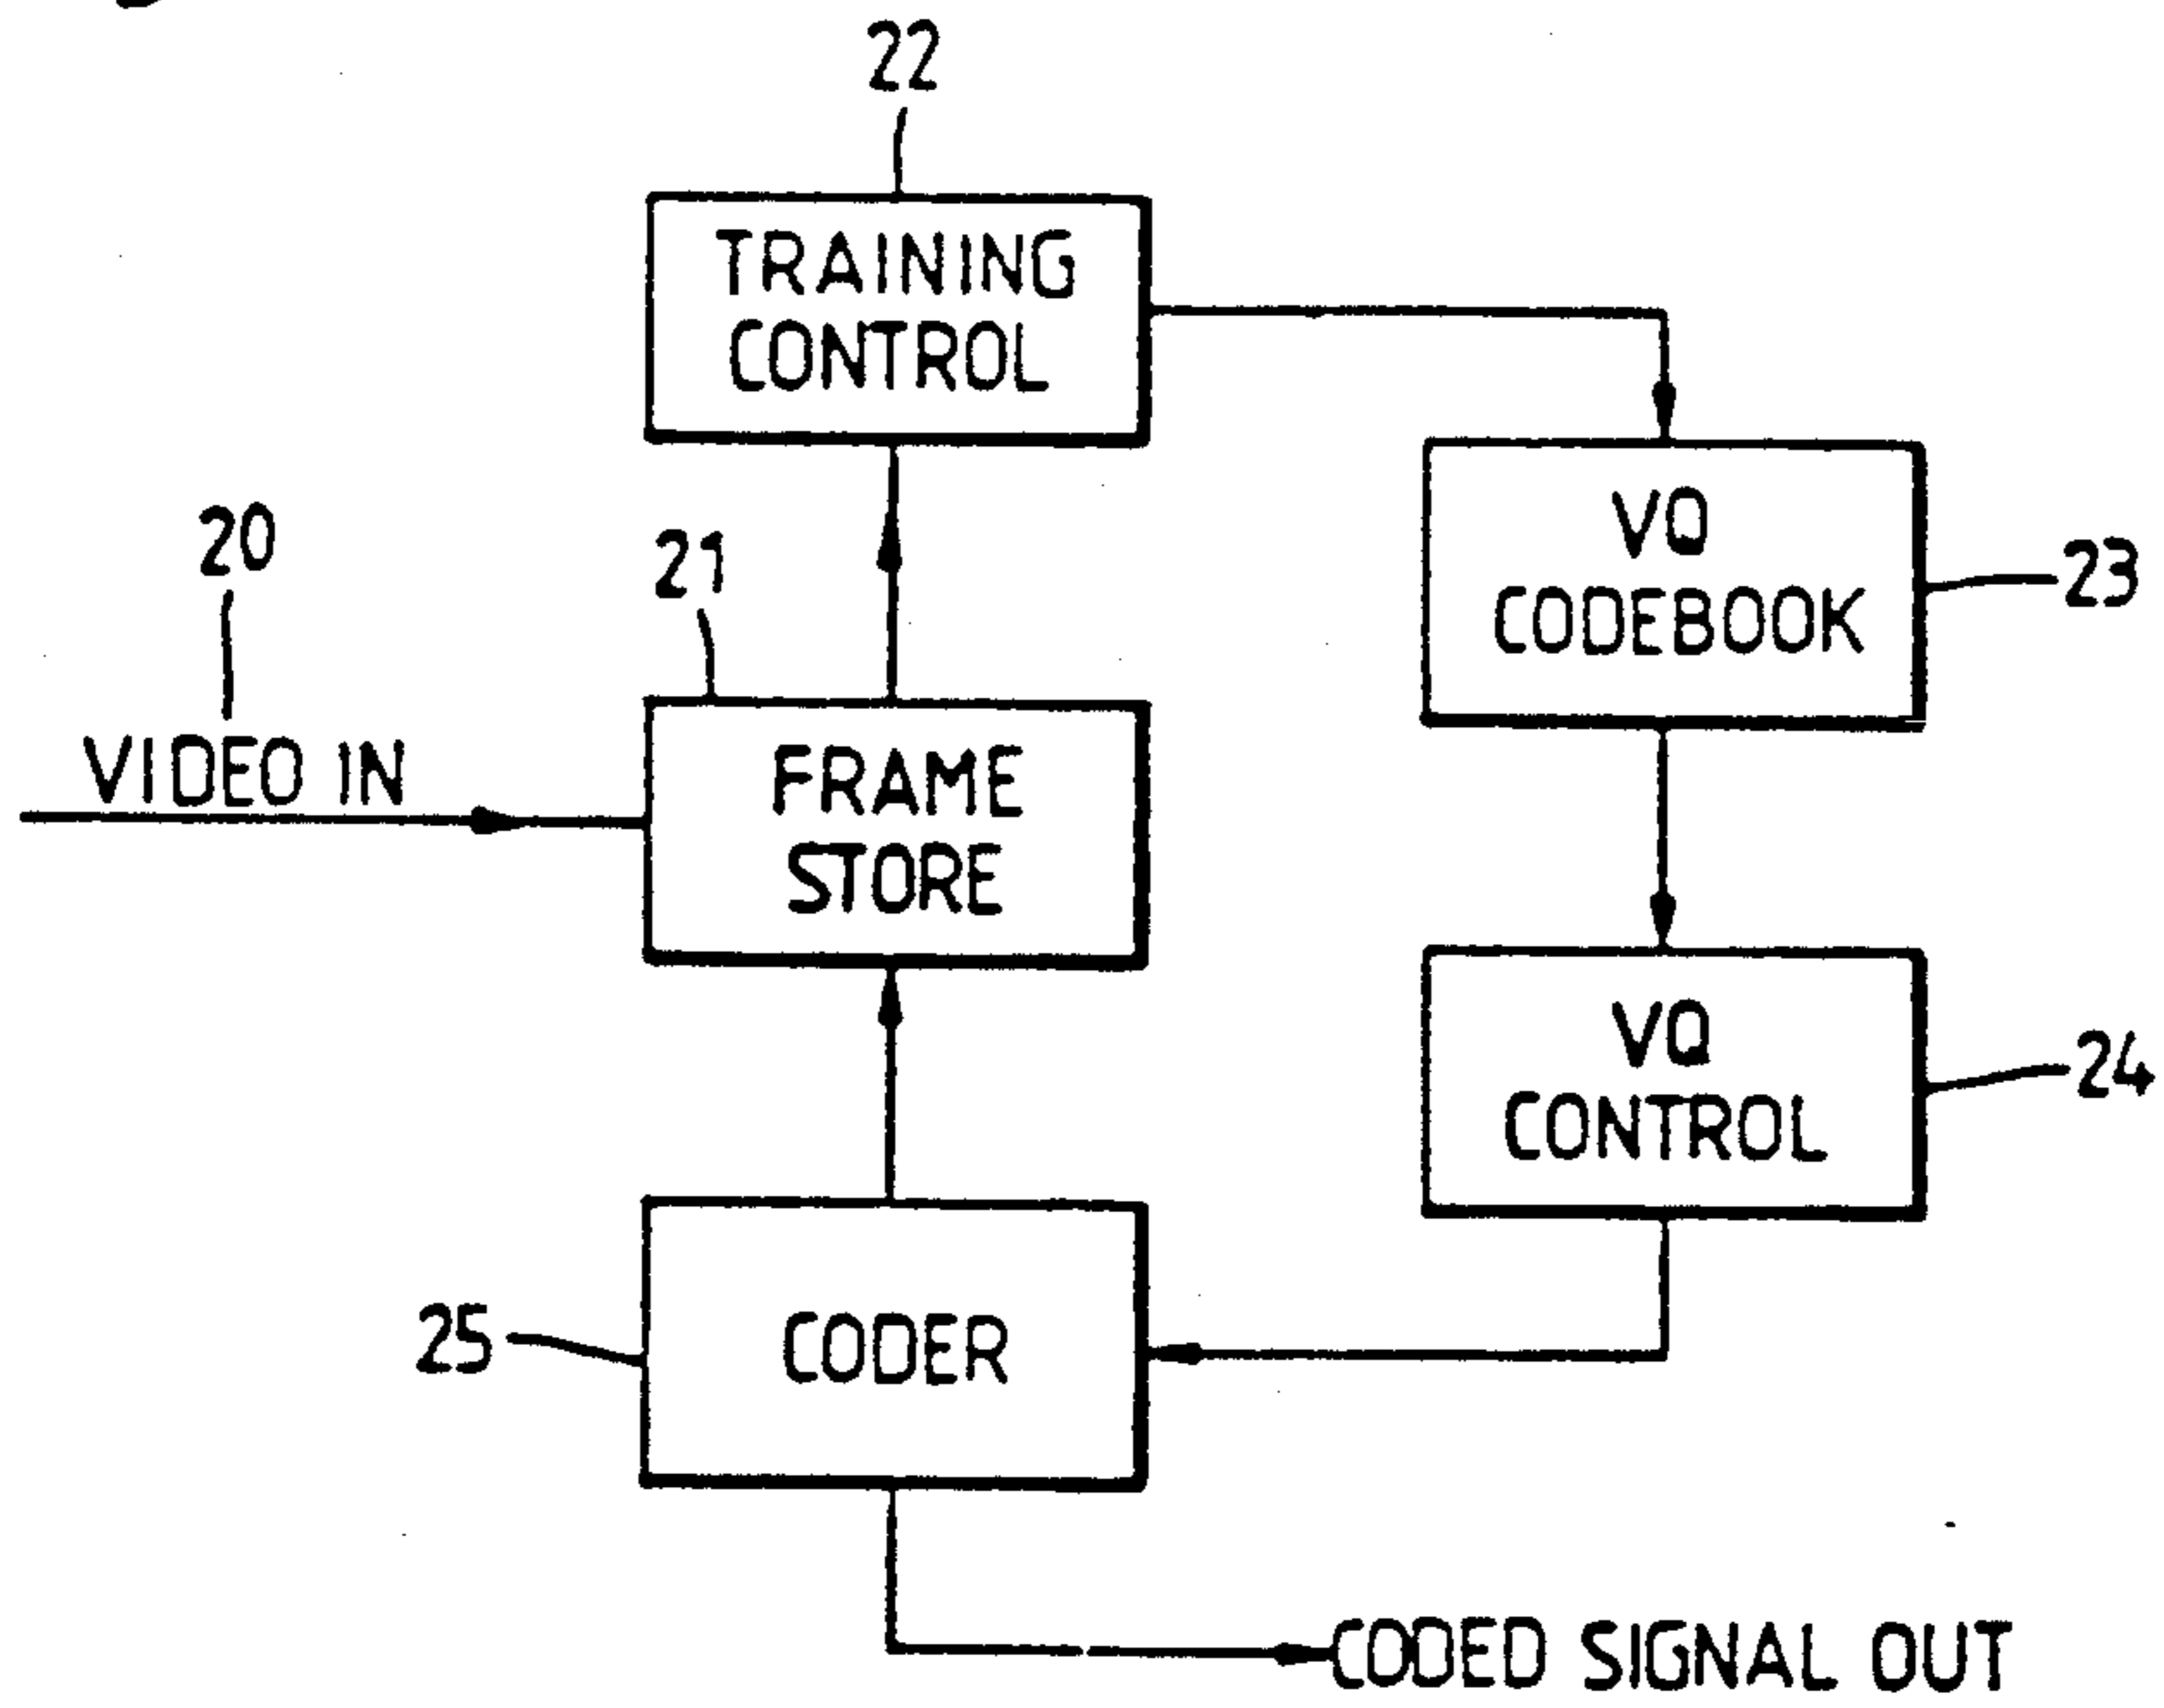 22
TRAINING
CONTROL
20
21
VQ
CODEBOOK
23
VIDEO IN
FRAME
STORE
VQ
CONTROL
24
25
CODER
CODED SIGNAL OUT